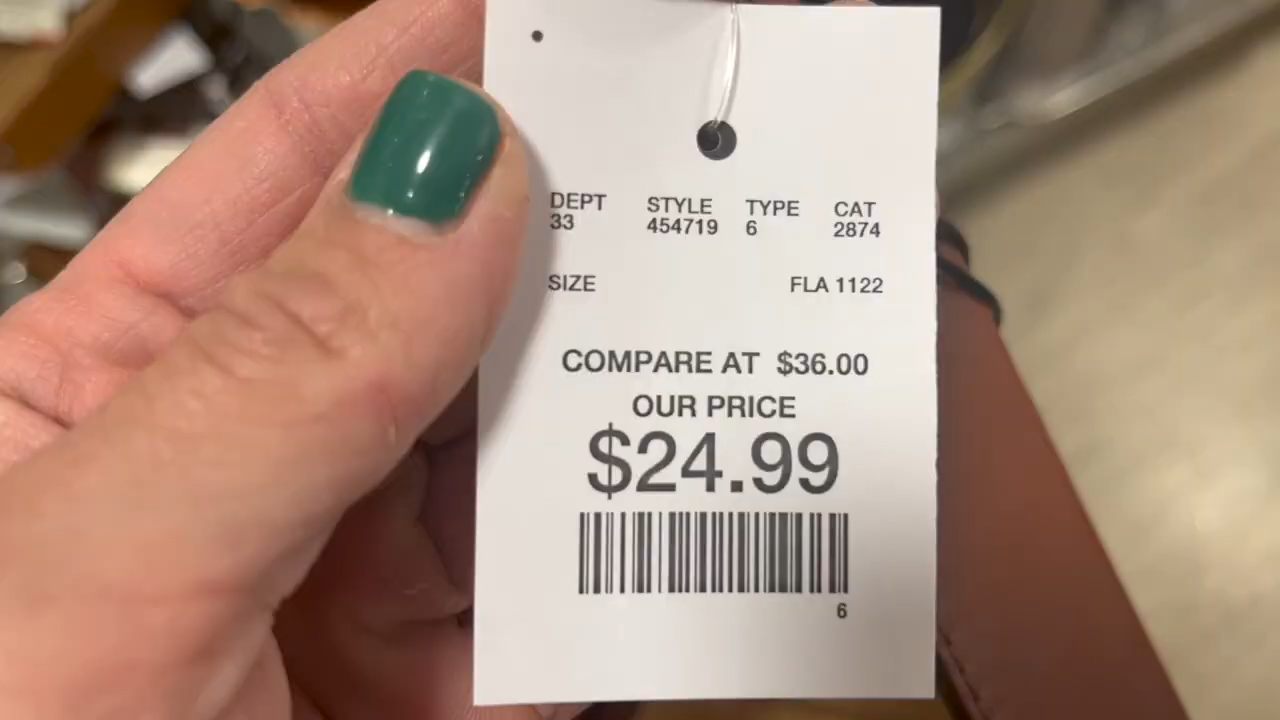 DEPT STYLE TYPE CAT
33 454719 6 2874
SIZE FLA 1122
COMPARE AT $36.00
OUR PRICE
$24.99
6